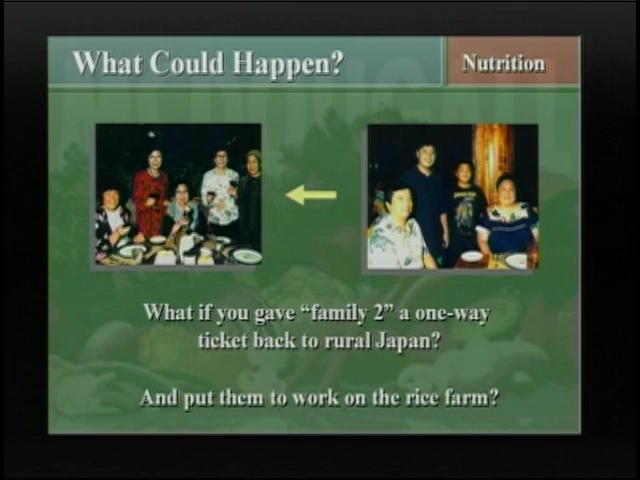 What Could Happen?
Nutrition
What if you gave “family 2” a one-way
ticket back to rural Japan?
And put them to work on the rice farm?